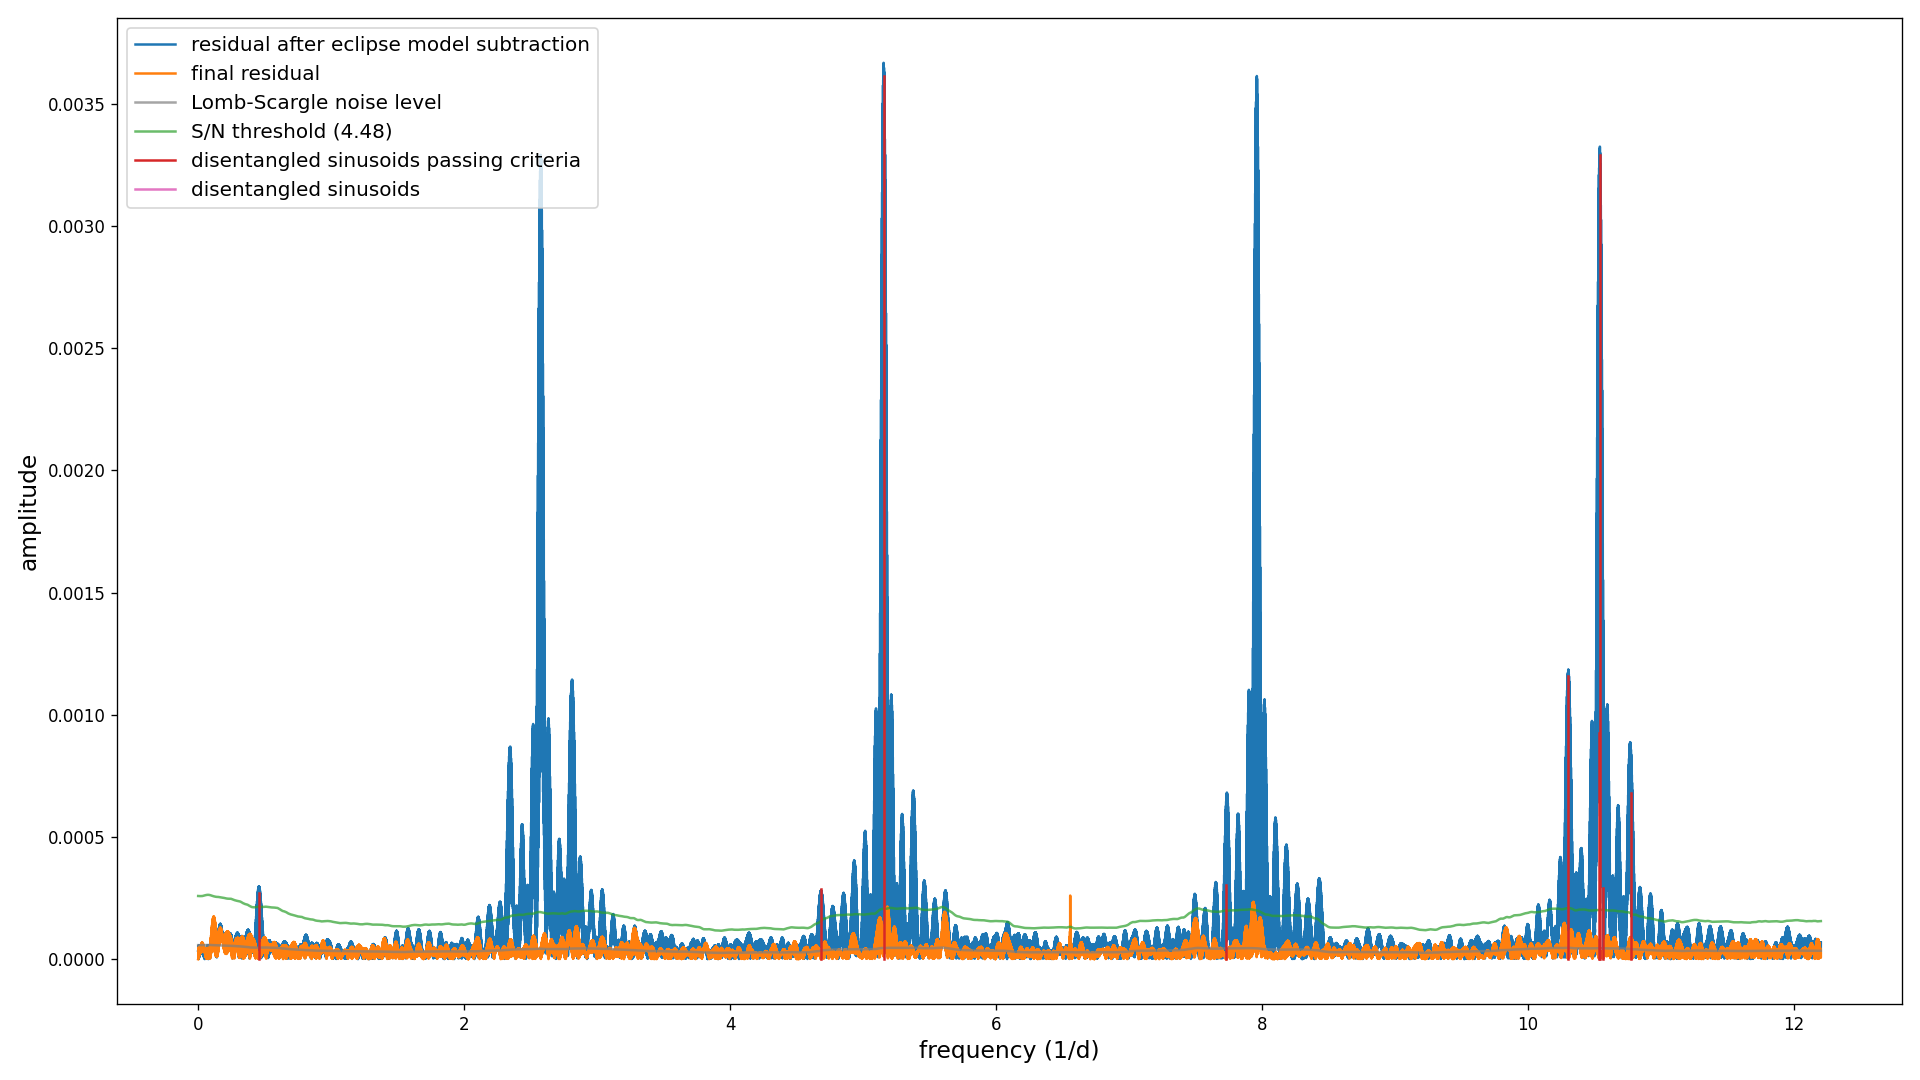 residual after eclipse model subtraction
final residual
Lomb-Scargle noise level
S/N threshold (4.48)
disentangled sinusoids passing criteria
disentangled sinusoids
0.0035
0.0030
0.0025
0.0020
0.0015
0.0010
0.0005
0.0000
amplitude
0 2 4 6 8 10 12
frequency (1/d)